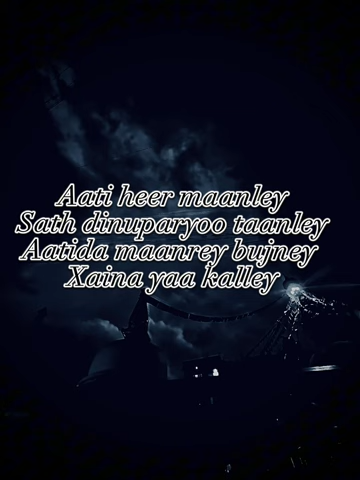 Aati heer maanley
Sath dinuparyoo taanley
Aatida maanrey bujney
Xaina yaa kalley